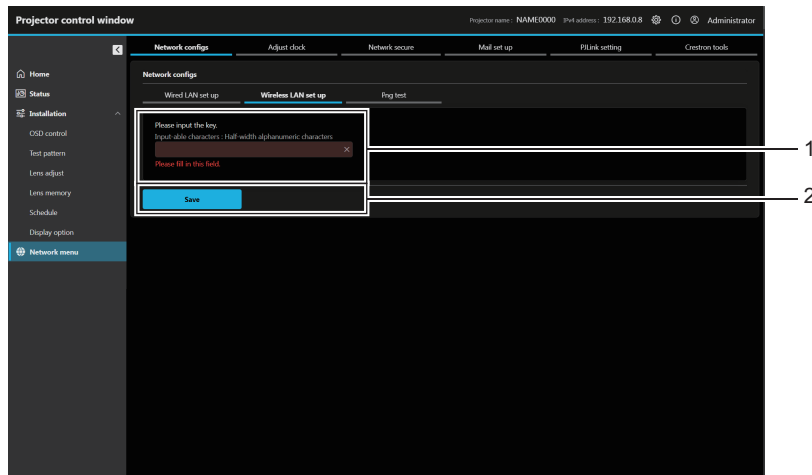 Projector control window
Projector name : NAME0000 IPv4 address : 192.168.0.8 Administrator
Network configs Adjust clock Network secure Mail set up PJLink setting Crestron tools
Home
Status
Installation
OSD control
Test pattern
Lens adjust
Lens memory
Schedule
Display option
Network menu
Network configs
Wired LAN set up Wireless LAN set up Png test
Please input the key.
Input-able characters : Half-width alphanumeric characters
Please fill in this field.
Save
1
2